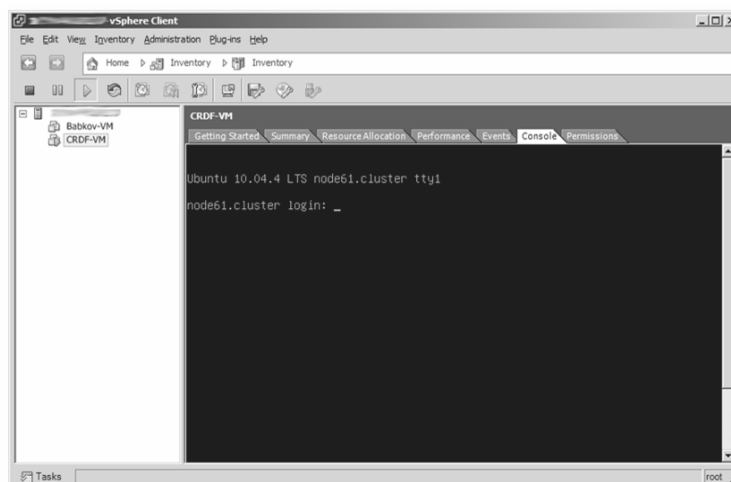 vSphere Client
File Edit View Inventory Administration Plug-ins Help
Home Inventory Inventory
Babkov-VM
CRDF-VM
CRDF-VM
Getting Started Summary Resource Allocation Performance Events Console Permissions
Ubuntu 10.04.4 LTS node61.cluster tty1
node61.cluster login: _
Tasks
root